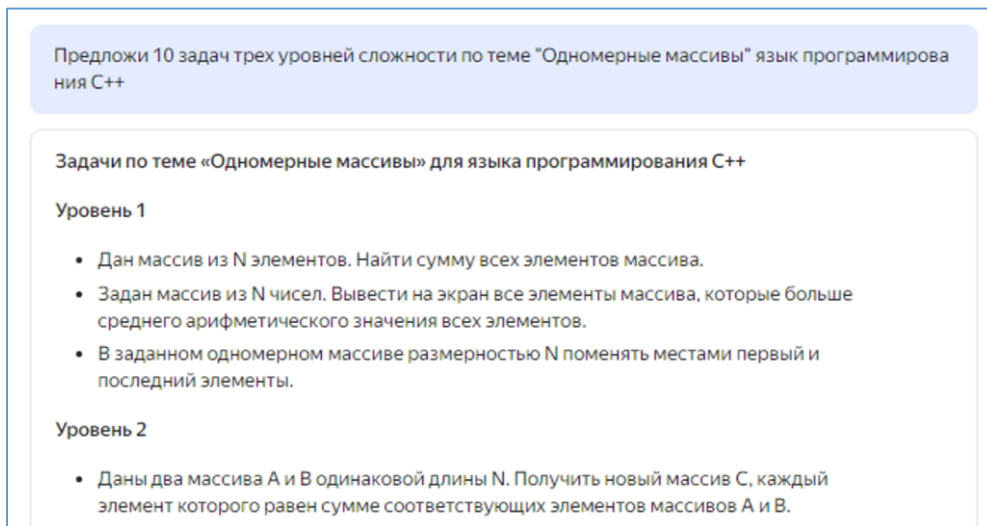 Предложи 10 задач трех уровней сложности по теме "Одномерные массивы" язык программирова
ния C++
Задачи по теме «Одномерные массивы» для языка программирования C++
Уровень 1
• Дан массив из N элементов. Найти сумму всех элементов массива.
• Задан массив из N чисел. Вывести на экран все элементы массива, которые больше
среднего арифметического значения всех элементов.
• В заданном одномерном массиве размерностью N поменять местами первый и
последний элементы.
Уровень 2
• Даны два массива A и B одинаковой длины N. Получить новый массив C, каждый
элемент которого равен сумме соответствующих элементов массивов A и B.